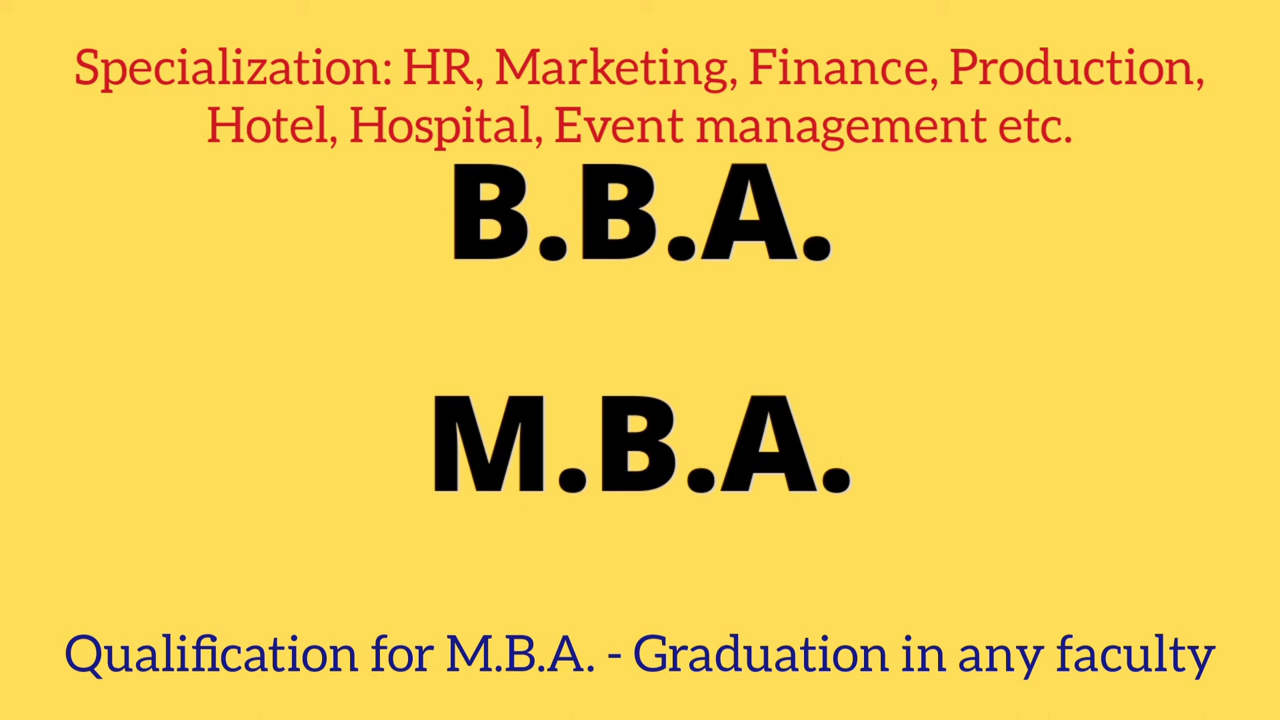 Specialization: HR, Marketing, Finance, Production,
Hotel, Hospital, Event management etc.
B.B.A.
M.B.A.
Qualification for M.B.A. - Graduation in any faculty